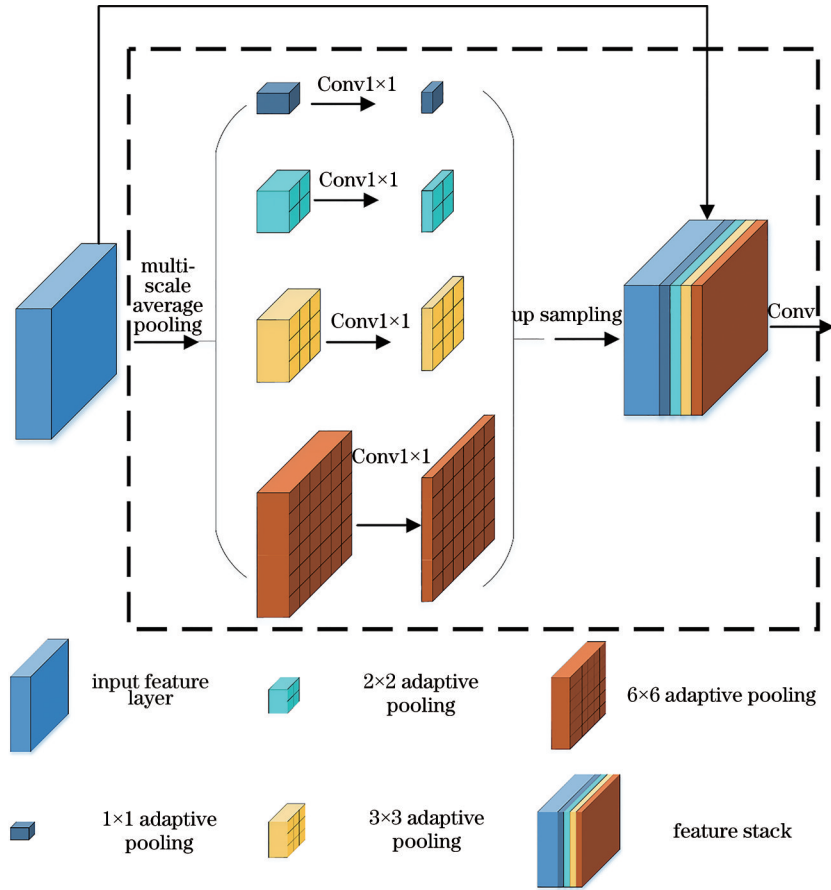 Conv1×1
Conv1×1
multi-
scale
average
pooling
Conv1×1
up sampling
Conv
Conv1×1
input feature
layer
2×2 adaptive
pooling
6×6 adaptive pooling
1×1 adaptive
pooling
3×3 adaptive
pooling
feature stack